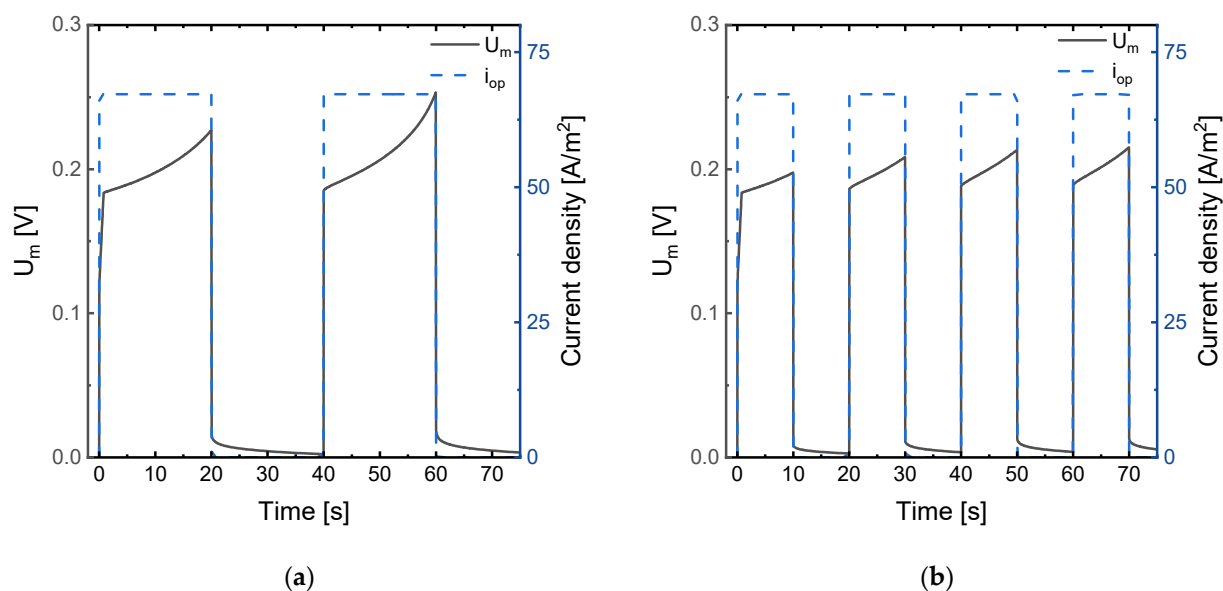 0.3
0.2
0.1
0.0
U_m [V]
U_m
i_op
75
50
25
0
Current density [A/m²]
0 10 20 30 40 50 60 70
Time [s]
(a)
0.3
0.2
0.1
0.0
U_m [V]
U_m
i_op
75
50
25
0
Current density [A/m²]
0 10 20 30 40 50 60 70
Time [s]
(b)